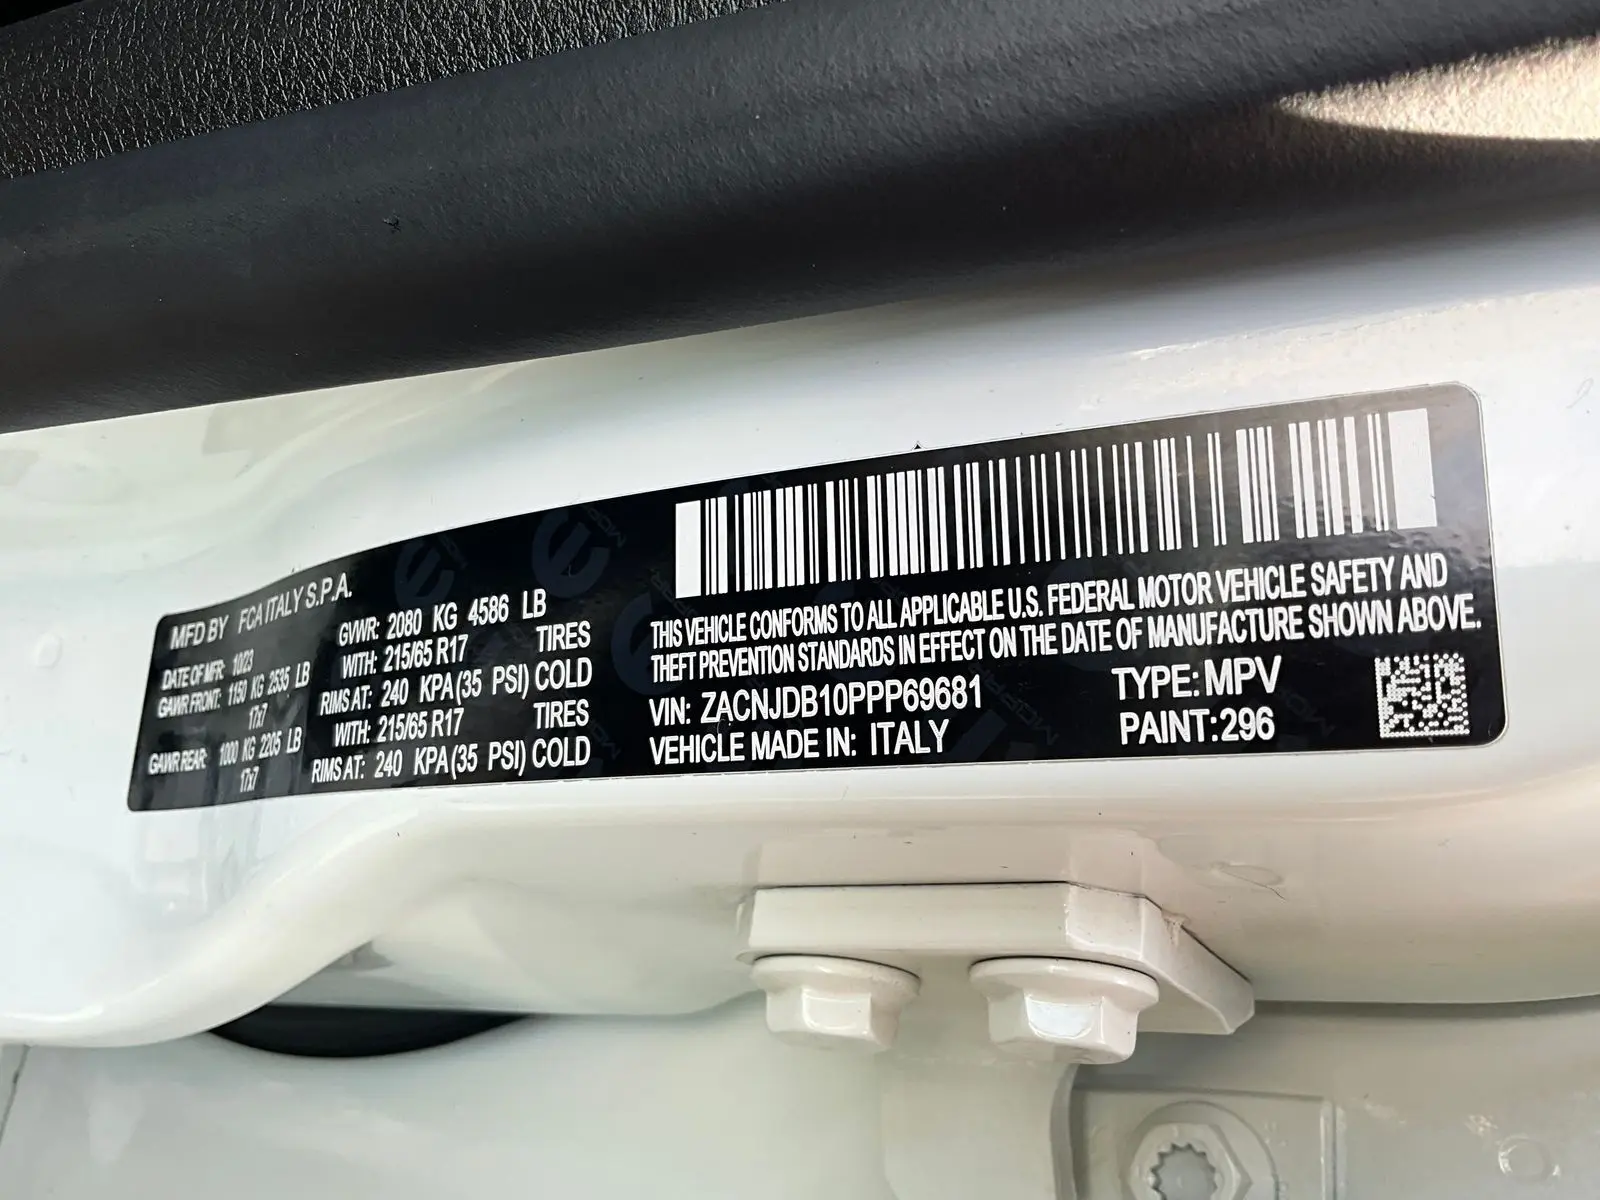 MFD BY FCA ITALY S.P.A.
DATE OF MFR: 10/23
GVWR: 2080 KG 4586 LB
GAWR FRONT: 1150 KG 2535 LB
WITH: 215/65 R17 TIRES
17x7
RIMS AT: 240 KPA(35 PSI) COLD
GAWR REAR: 1000 KG 2205 LB
WITH: 215/65 R17 TIRES
17x7
RIMS AT: 240 KPA(35 PSI) COLD
THIS VEHICLE CONFORMS TO ALL APPLICABLE U.S. FEDERAL MOTOR VEHICLE SAFETY AND
THEFT PREVENTION STANDARDS IN EFFECT ON THE DATE OF MANUFACTURE SHOWN ABOVE.
VIN: ZACNJDB10PPP69681
TYPE: MPV
VEHICLE MADE IN: ITALY
PAINT:296